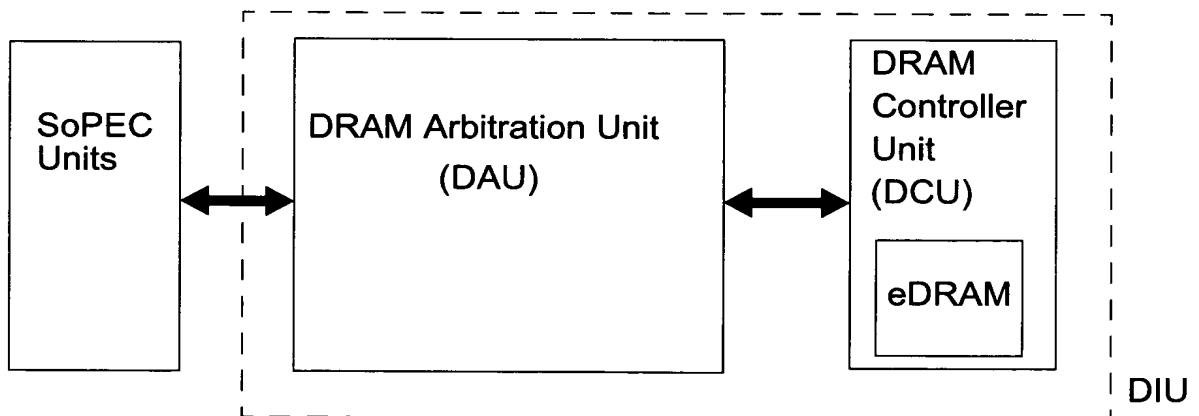 SoPEC
Units
DRAM Arbitration Unit
(DAU)
DRAM
Controller
Unit
(DCU)
eDRAM
DIU